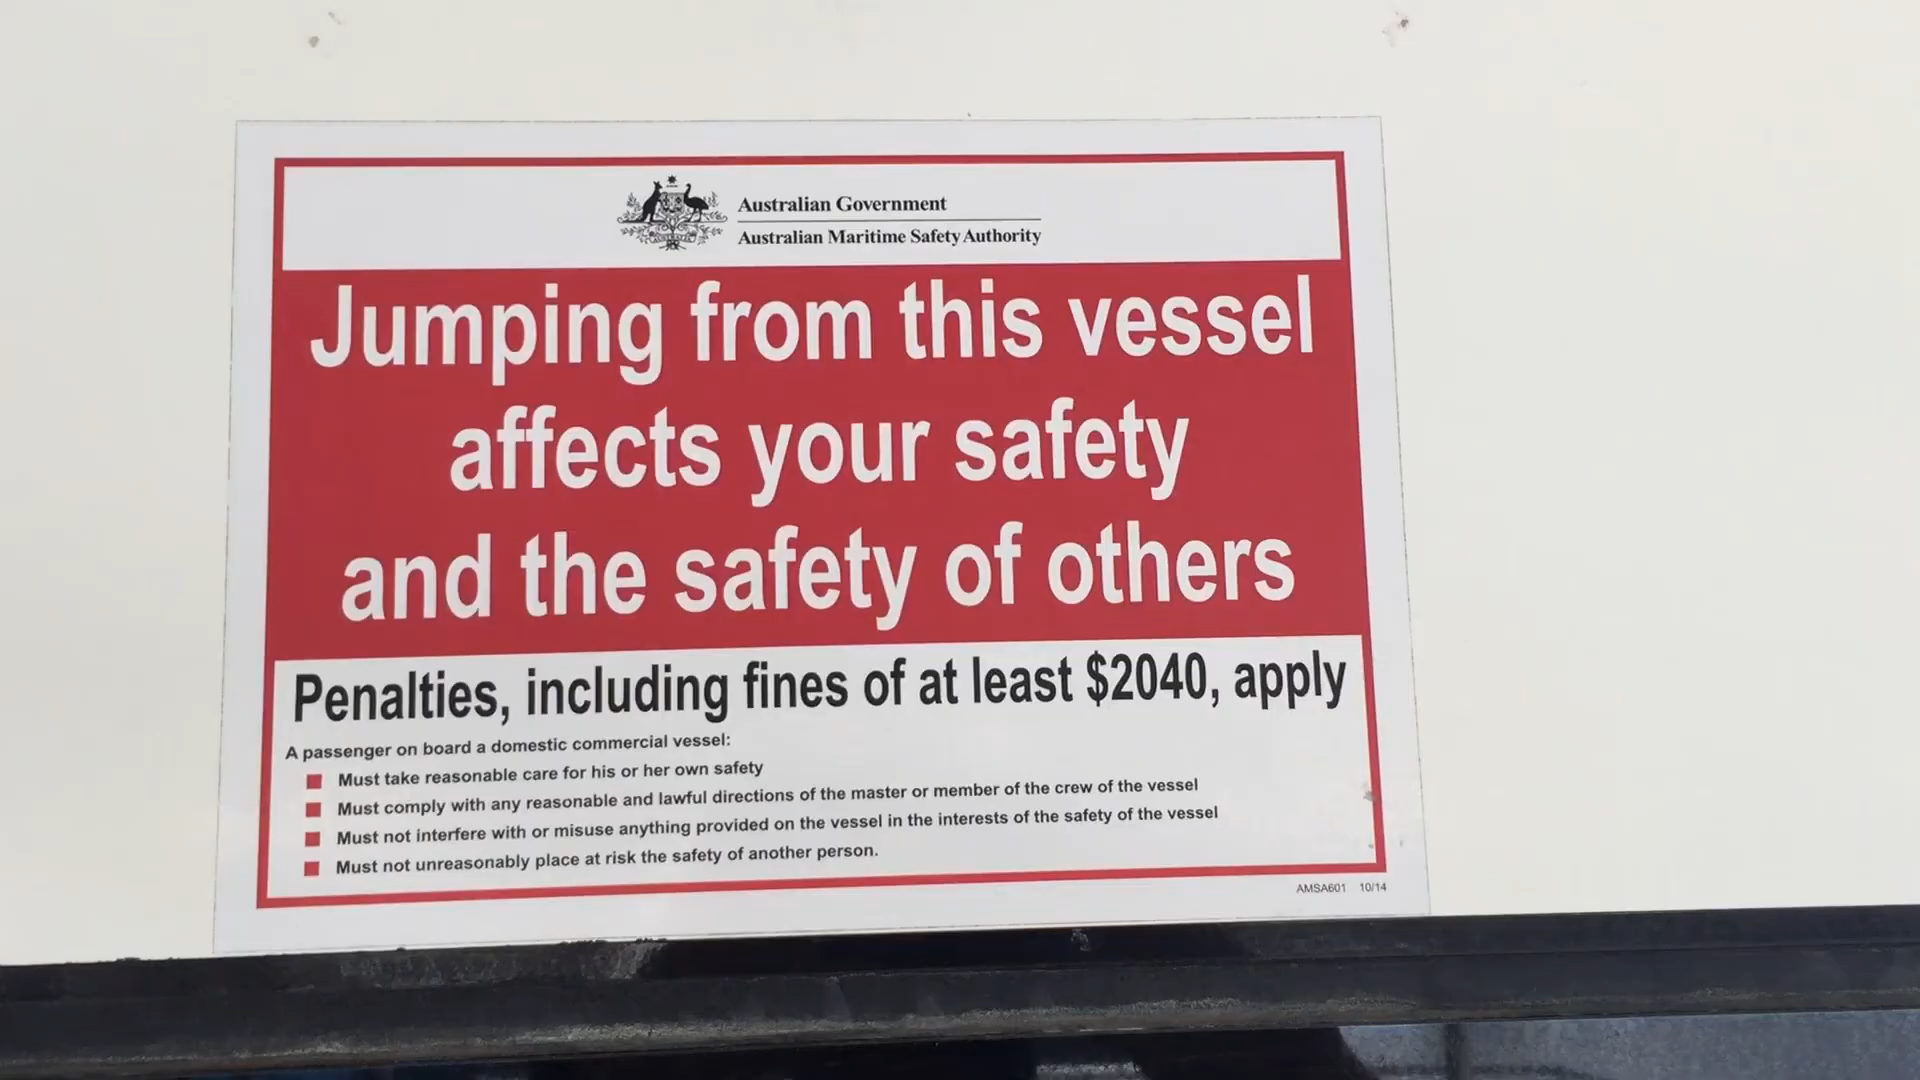 Australian Government
Australian Maritime Safety Authority
Jumping from this vessel
affects your safety
and the safety of others
Penalties, including fines of at least $2040, apply
A passenger on board a domestic commercial vessel:
Must take reasonable care for his or her own safety
Must comply with any reasonable and lawful directions of the master or member of the crew of the vessel
Must not interfere with or misuse anything provided on the vessel in the interests of the safety of the vessel
Must not unreasonably place at risk the safety of another person.
AMSA601 10/14